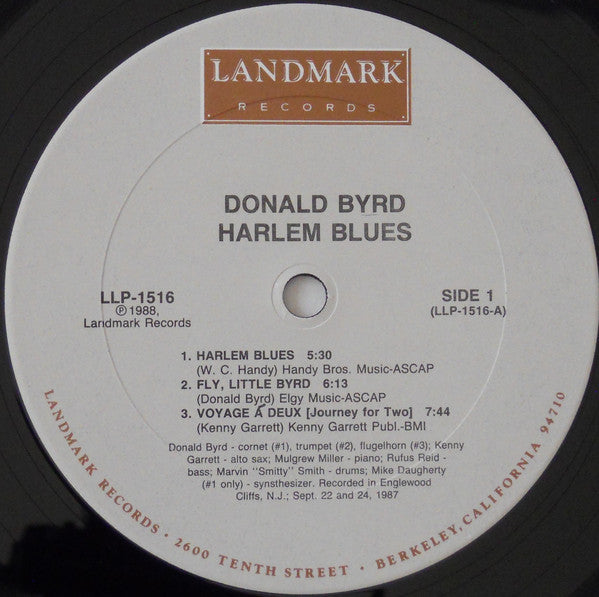 LANDMARK
RECORDS
DONALD BYRD
HARLEM BLUES
LLP-1516
Ⓟ1988,
Landmark Records
SIDE 1
(LLP-1516-A)
1. HARLEM BLUES 5:30
(W. C. Handy) Handy Bros. Music-ASCAP
2. FLY, LITTLE BYRD 6:13
(Donald Byrd) Elgy Music-ASCAP
3. VOYAGE À DEUX [Journey for Two] 7:44
(Kenny Garrett) Kenny Garrett Publ.-BMI
Donald Byrd - cornet (#1), trumpet (#2), flugelhorn (#3); Kenny
Garrett - alto sax; Mulgrew Miller - piano; Rufus Reid -
bass; Marvin "Smitty" Smith - drums; Mike Daugherty
(#1 only) - synsthesizer. Recorded in Englewood
Cliffs, N.J.; Sept. 22 and 24, 1987
LANDMARK RECORDS • 2600 TENTH STREET • BERKELEY, CALIFORNIA 94710